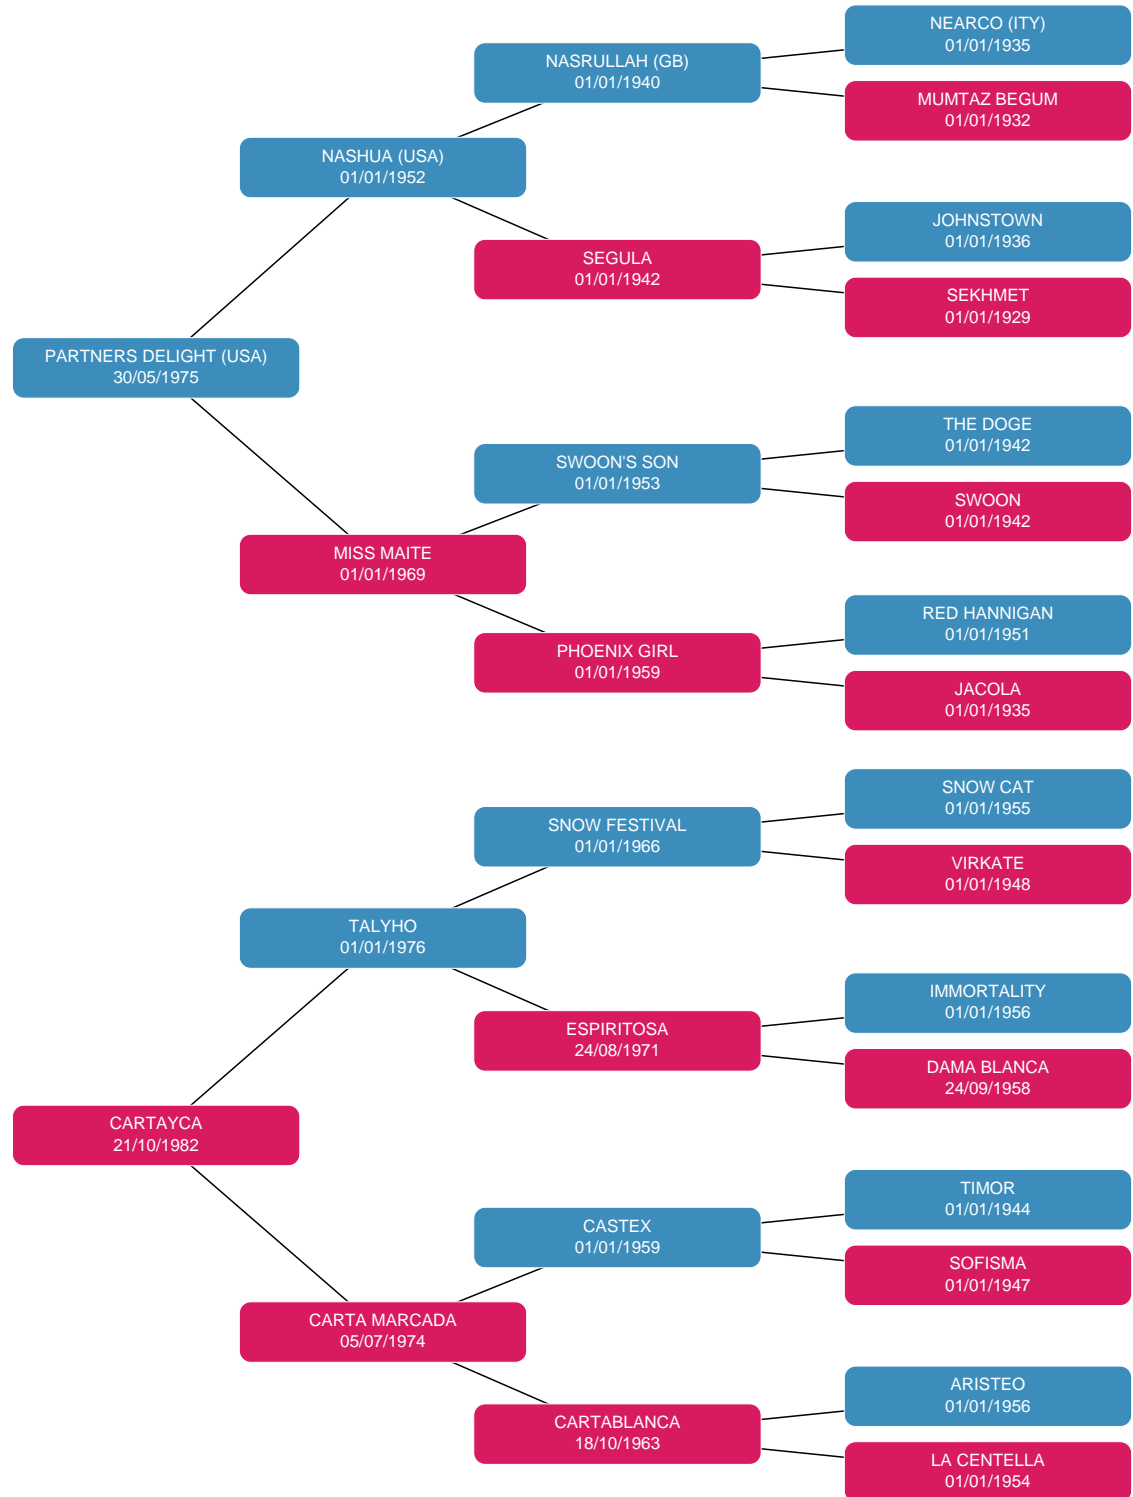 NEARCO (ITY)
01/01/1935
NASRULLAH (GB)
01/01/1940
MUMTAZ BEGUM
01/01/1932
NASHUA (USA)
01/01/1952
JOHNSTOWN
01/01/1936
SEGULA
01/01/1942
SEKHMET
01/01/1929
PARTNERS DELIGHT (USA)
30/05/1975
THE DOGE
01/01/1942
SWOON'S SON
01/01/1953
SWOON
01/01/1942
MISS MAITE
01/01/1969
RED HANNIGAN
01/01/1951
PHOENIX GIRL
01/01/1959
JACOLA
01/01/1935
SNOW CAT
01/01/1955
SNOW FESTIVAL
01/01/1966
VIRKATE
01/01/1948
TALYHO
01/01/1976
IMMORTALITY
01/01/1956
ESPIRITOSA
24/08/1971
DAMA BLANCA
24/09/1958
CARTAYCA
21/10/1982
TIMOR
01/01/1944
CASTEX
01/01/1959
SOFISMA
01/01/1947
CARTA MARCADA
05/07/1974
ARISTEO
01/01/1956
CARTABLANCA
18/10/1963
LA CENTELLA
01/01/1954